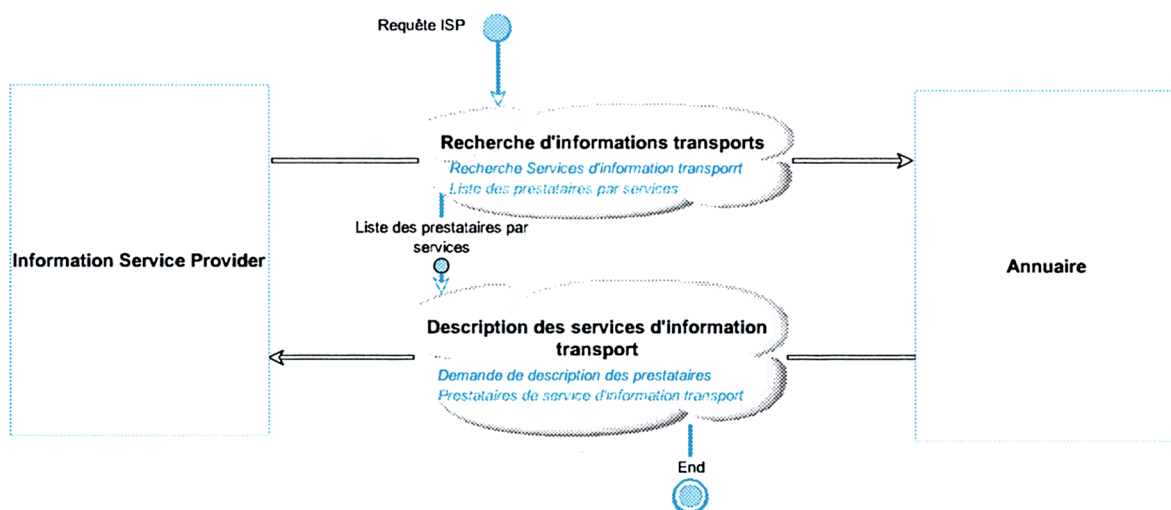 Requête ISP
Recherche d'informations transports
Recherche Services d'information transporrt
Liste des prestataires par services
Liste des prestataires par
services
Information Service Provider
Annuaire
Description des services d'information
transport
Demande de description des prestataires
Prestataires de service d'information transport
End